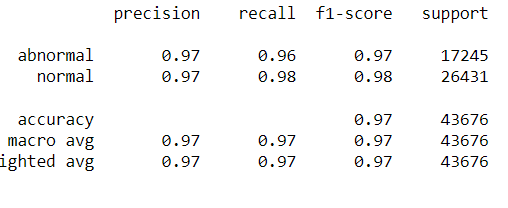 precision recall f1-score support
abnormal 0.97 0.96 0.97 17245
normal 0.97 0.98 0.98 26431
accuracy 0.97 43676
macro avg 0.97 0.97 0.97 43676
ighted avg 0.97 0.97 0.97 43676